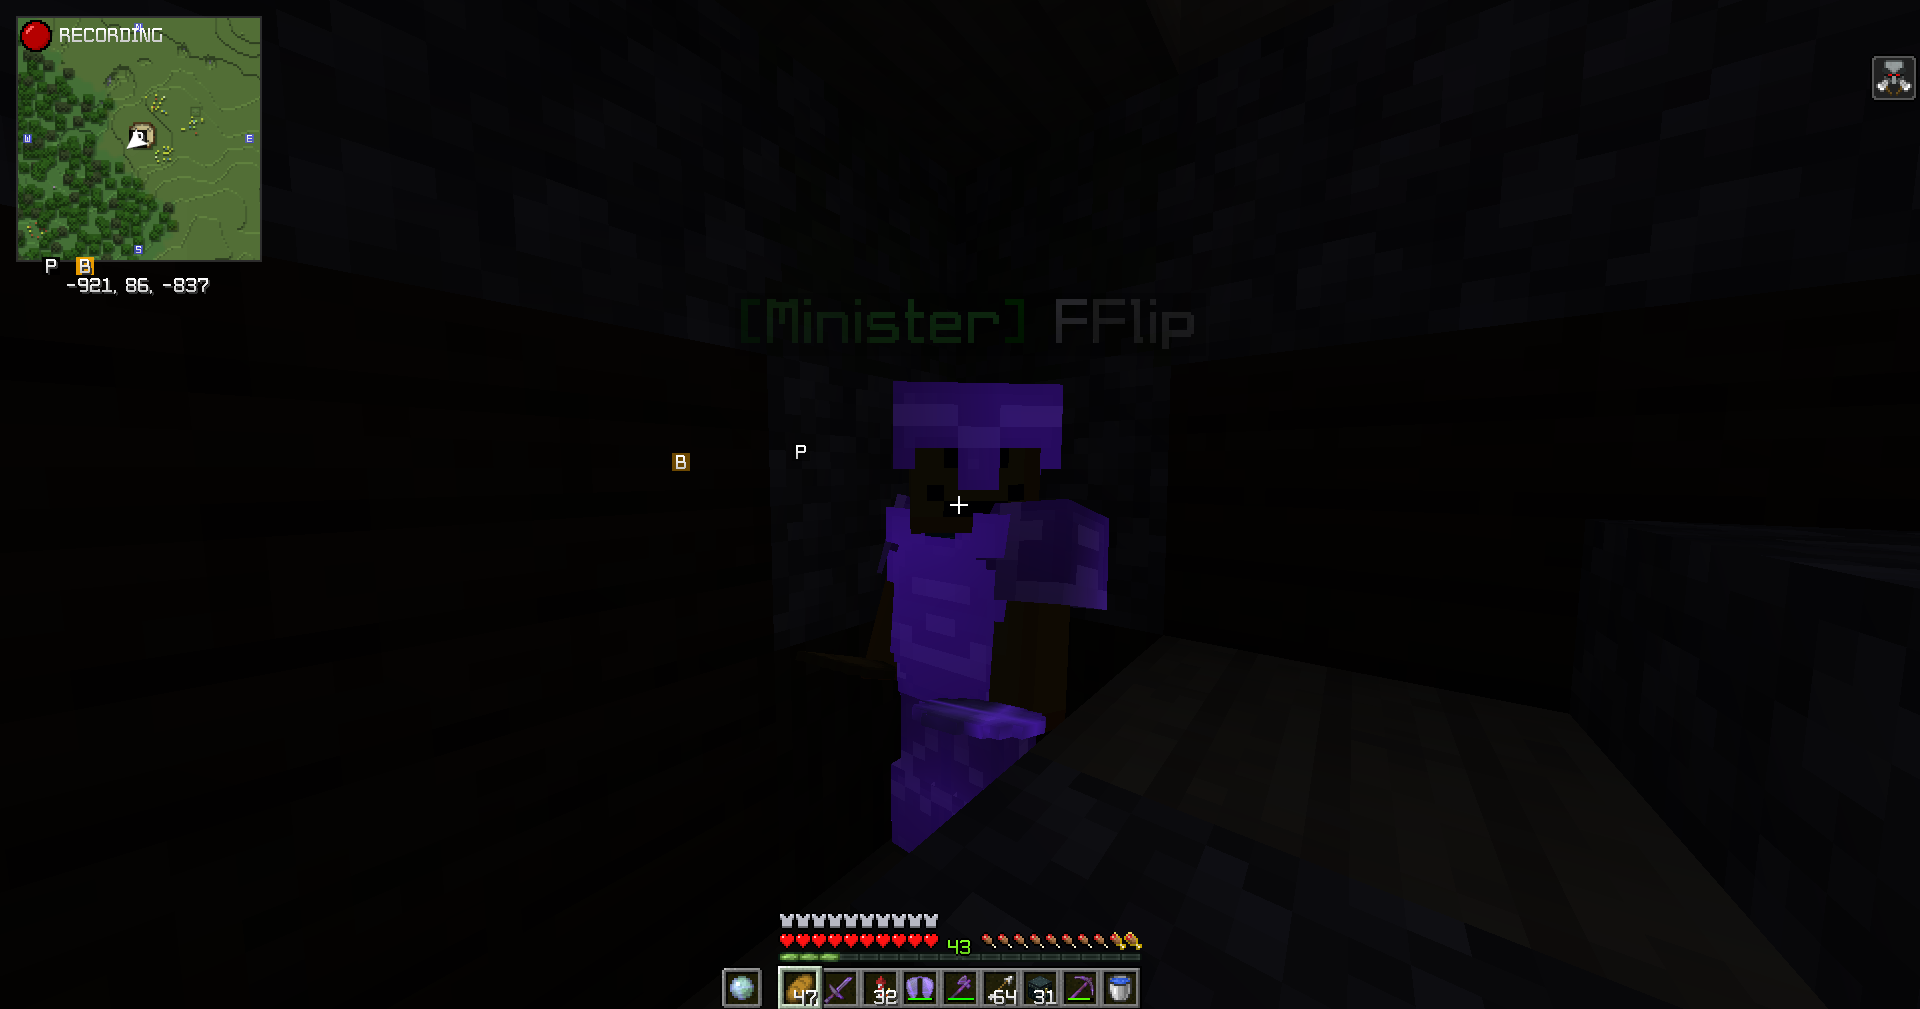 N
RECORDING
W
E
S
P B
-921, 86, -837
[Minister] FFlip
P
B
43
47 32 64 31